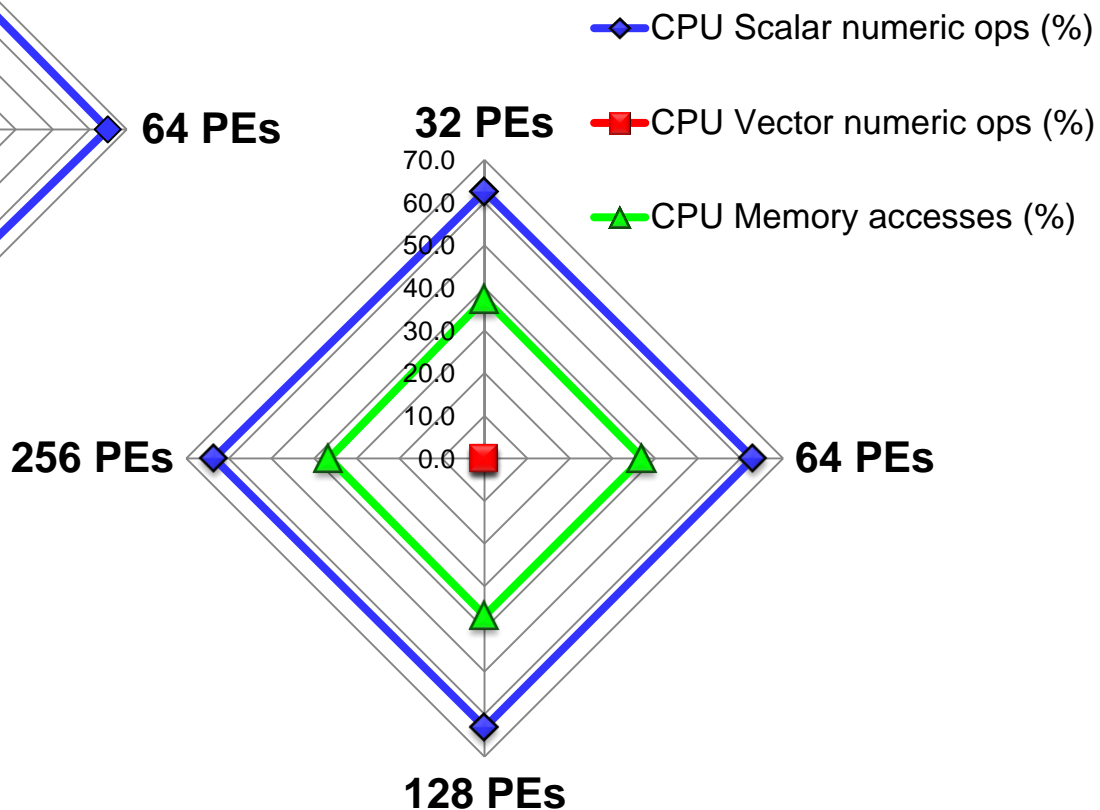 CPU Scalar numeric ops (%)
64 PEs
32 PEs
CPU Vector numeric ops (%)
70.0
60.0
CPU Memory accesses (%)
50.0
40.0
30.0
20.0
10.0
256 PEs
0.0
64 PEs
128 PEs